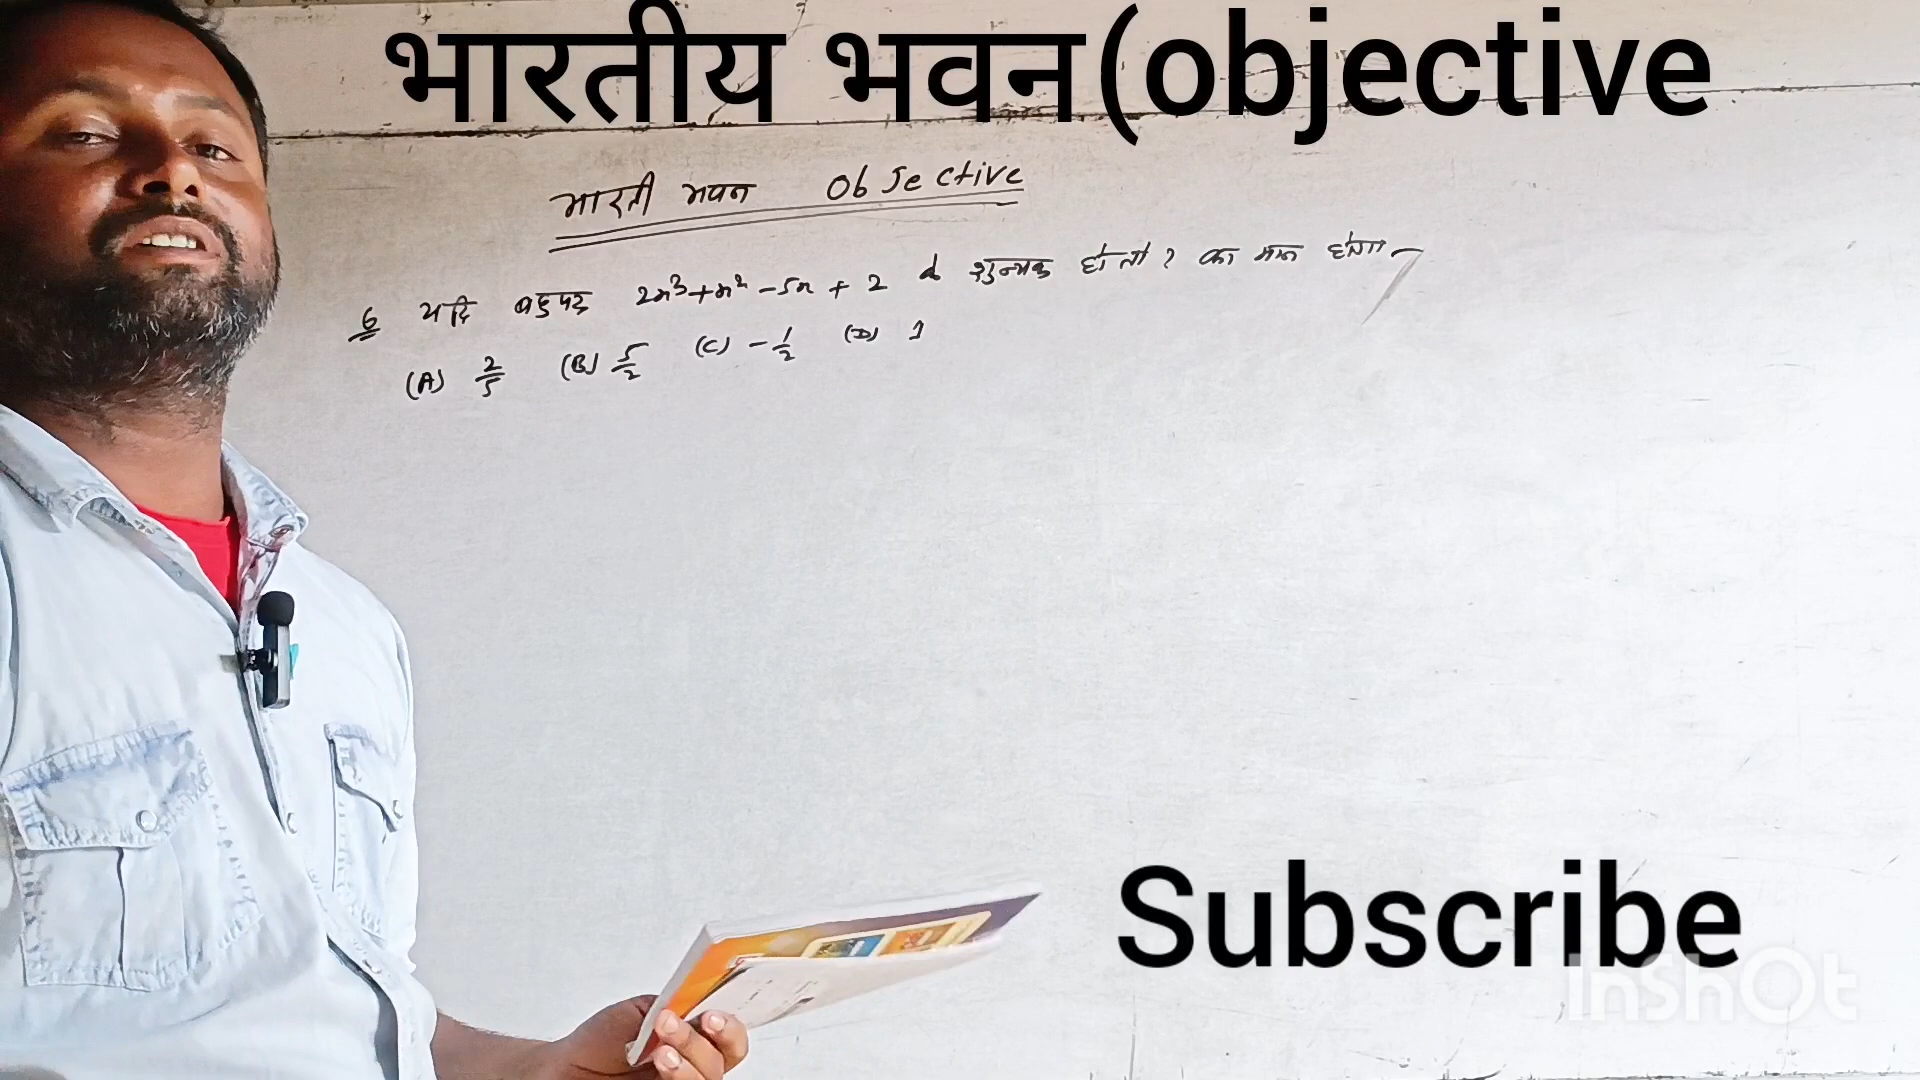 भारतीय भवन(objective
भारती भवन Objective
6 यदि बहुपद 2x³+x²-5x+2 के शुन्यक हो तो ? का मान होगा-
(A) 2/5 (B) 5/2 (C) -1/2 (D) 1
Subscribe
InShOt